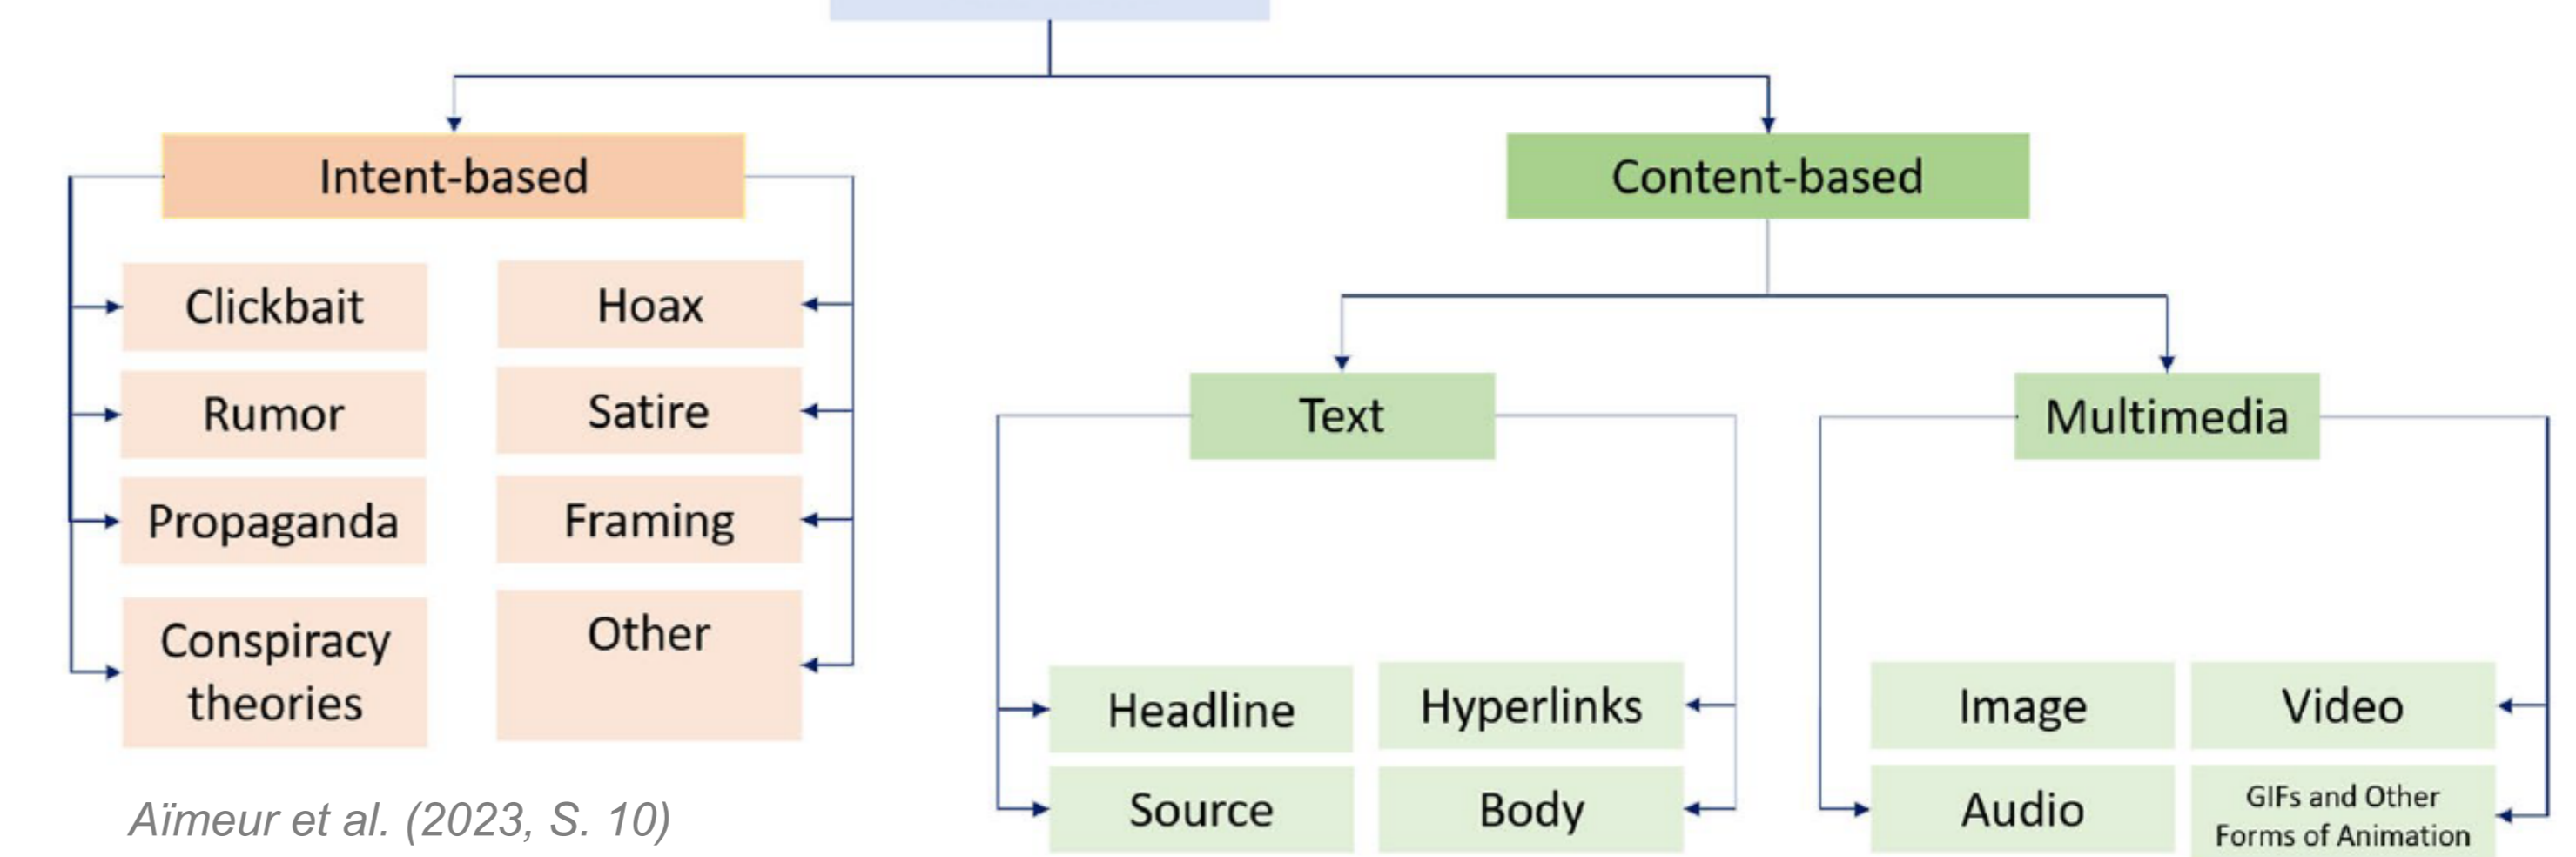 Intent-based
Content-based
Clickbait
Hoax
Rumor
Satire
Propaganda
Framing
Conspiracy
theories
Other
Text
Multimedia
Headline
Hyperlinks
Source
Body
Image
Video
Audio
GIFs and Other
Forms of Animation
Aïmeur et al. (2023, S. 10)